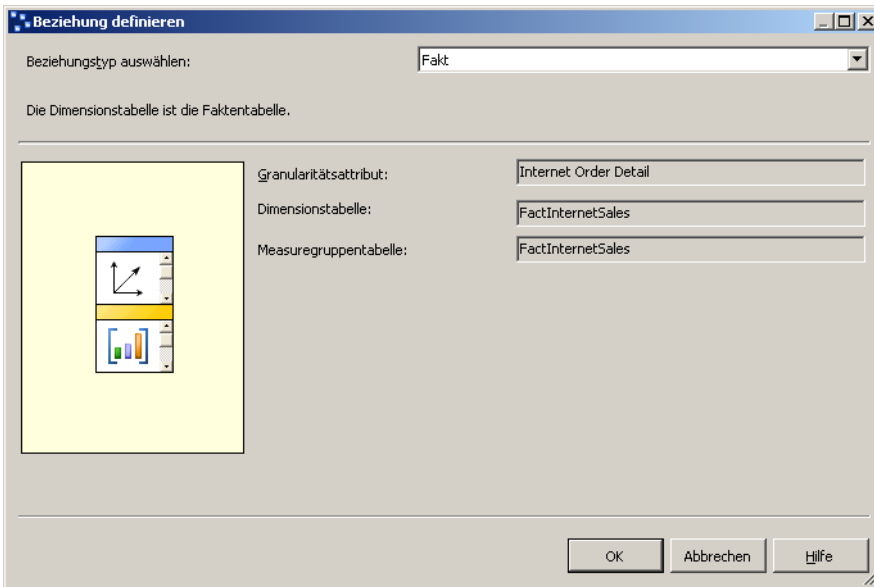 Beziehung definieren
Beziehungstyp auswählen: Fakt
Die Dimensionstabelle ist die Faktentabelle.
Granularitätsattribut: Internet Order Detail
Dimensionstabelle: FactInternetSales
Measuregruppentabelle: FactInternetSales
OK Abbrechen Hilfe